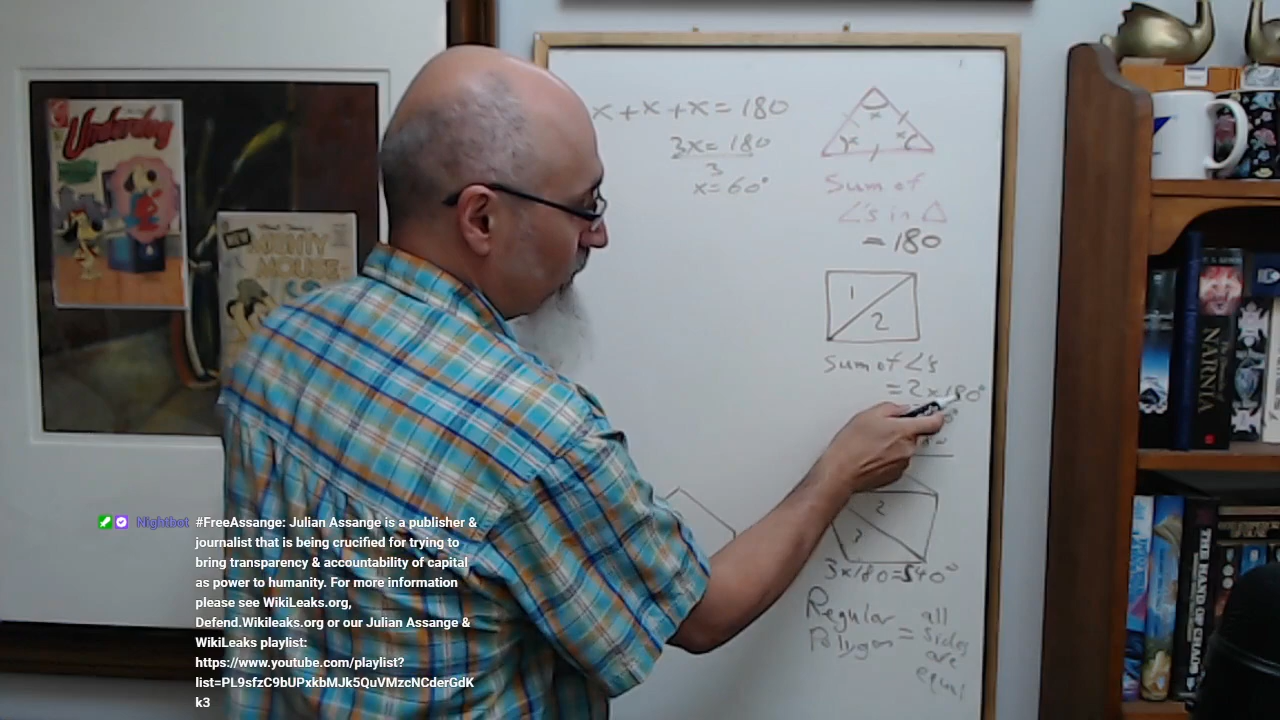 Underdog
NEW
MIGHTY
MOUSE
x + x + x = 180
3x = 180
3
x = 60°
x
x
x
Sum of
∠'s in △
= 180
1
2
Sum of ∠'s
= 2 x 180°
2
3
3 x 180 = 540°
Regular
Polygon
=
all
sides
are
equal
NARNIA
Nightbot #FreeAssange: Julian Assange is a publisher &
journalist that is being crucified for trying to
bring transparency & accountability of capital
as power to humanity. For more information
please see WikiLeaks.org,
Defend.Wikileaks.org or our Julian Assange &
WikiLeaks playlist:
https://www.youtube.com/playlist?
list=PL9sfzC9bUPxkbMJk5QuVMzcNCderGdK
k3